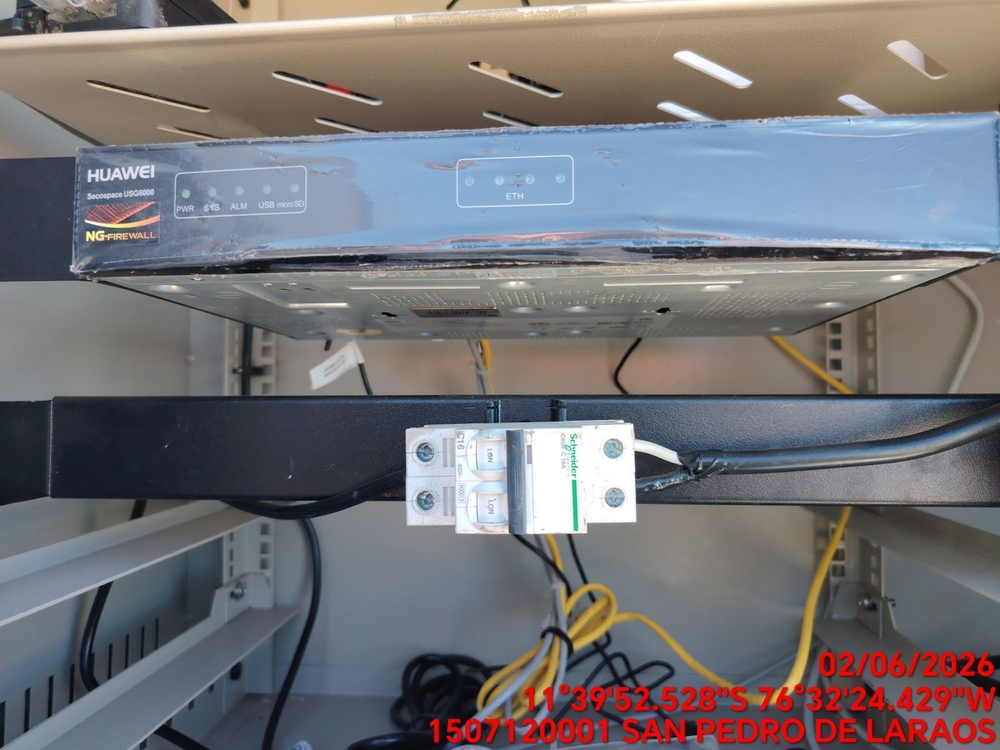 HUAWEI
Secospace USG6000
NG-FIREWALL
PWR SYS ALM USB micro SD
0 1 2 3
ETH
C16
400V~
6000 3
I.ON
I.ON
Schneider
Electric
iC60N C 16A
02/06/2026
11°39'52.528"S 76°32'24.429"W
1507120001 SAN PEDRO DE LARAOS